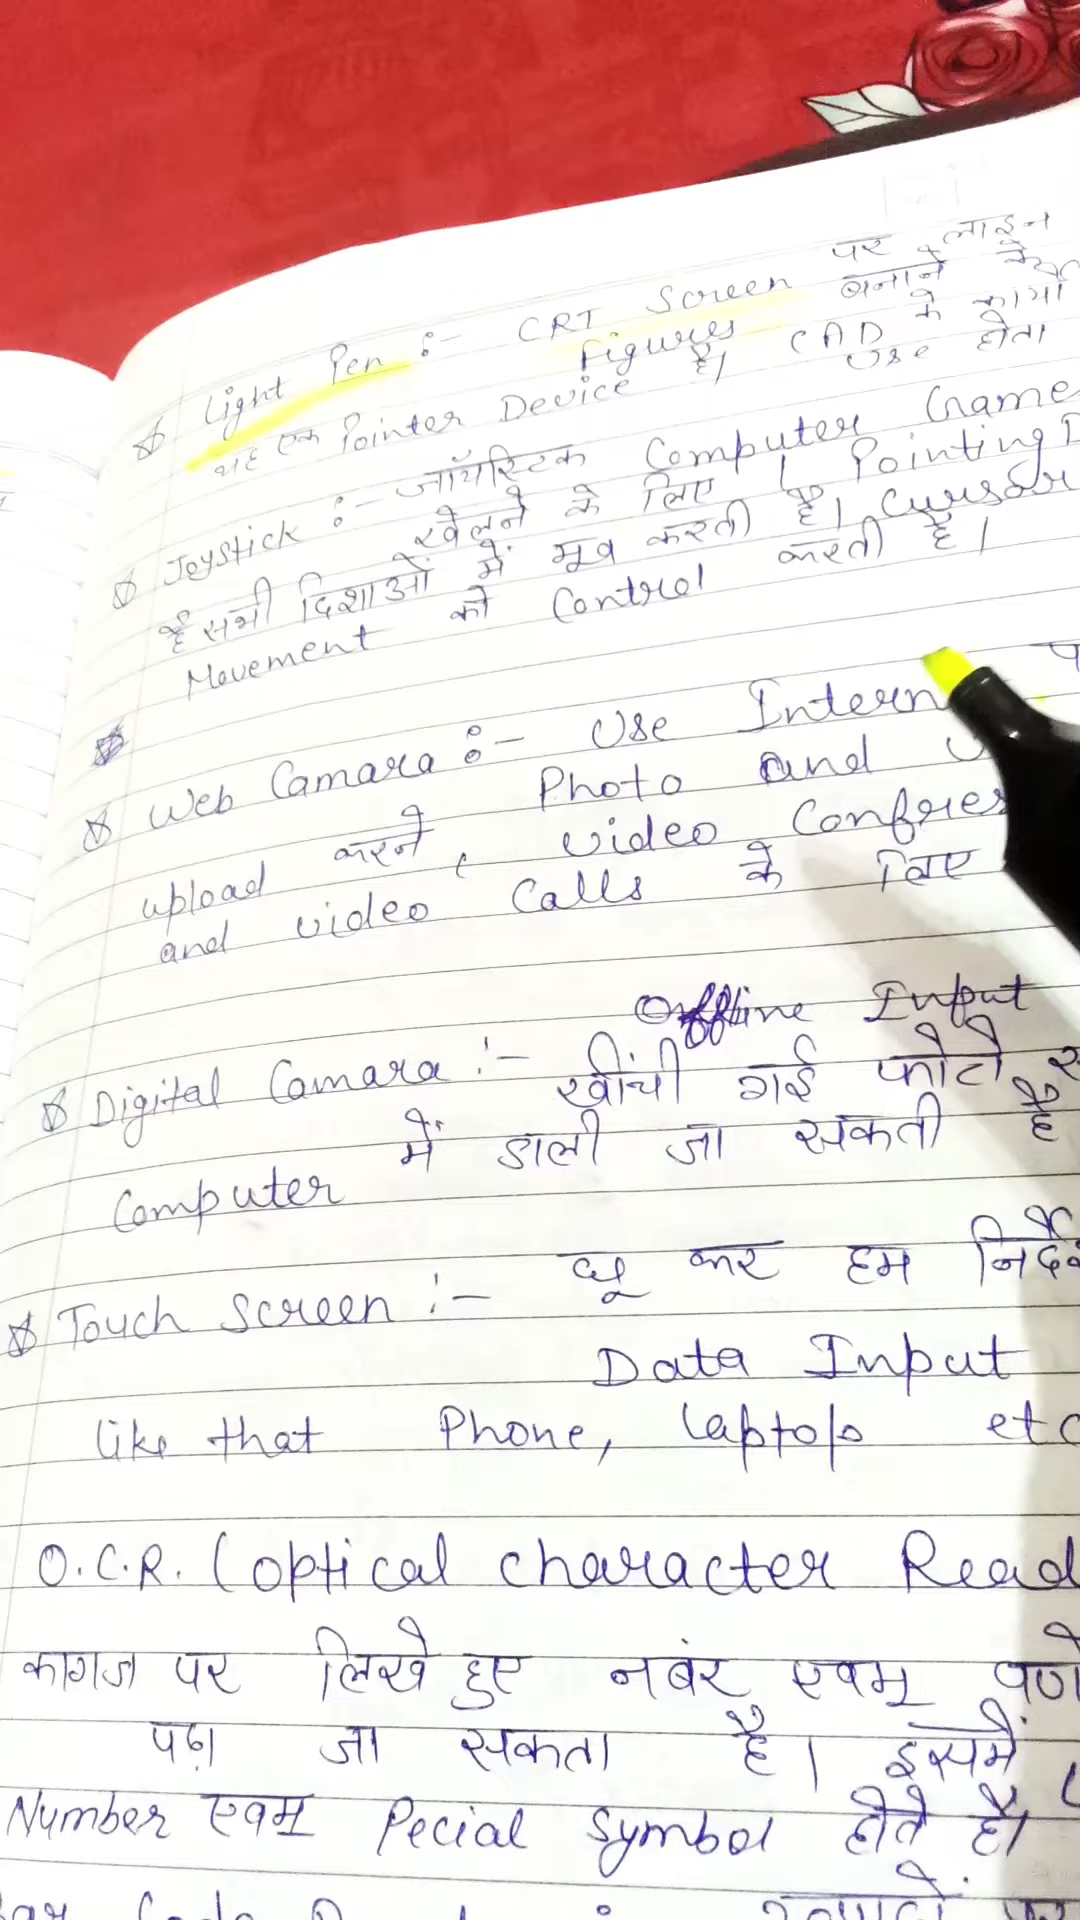 Light Pen :- CRT Screen पर लाइन
figures बनाने
यह एक Pointer Device है। CAD के कार्यो
Use होता
Joystick :- जॉयस्टिक Computer Game
खेलने के लिए। Pointing
है सभी दिशाओं में मूव करती है। Cursor
Movement को Control करती है।
Web Camara :- Use Intern
Photo and
upload करने, video Confres
and video Calls के लिए
Offline Input
Digital Camara :- खींची गई फोटो
Computer में डाली जा सकती है
Touch Screen :- छू कर हम
Data Input
like that Phone, laptop etc
O.C.R. (optical character Read
कागज पर लिखे हुए नबंर एवम्
पढ़ा जा सकता है। इसमें
Number एवम् Pecial Symbol होते है।